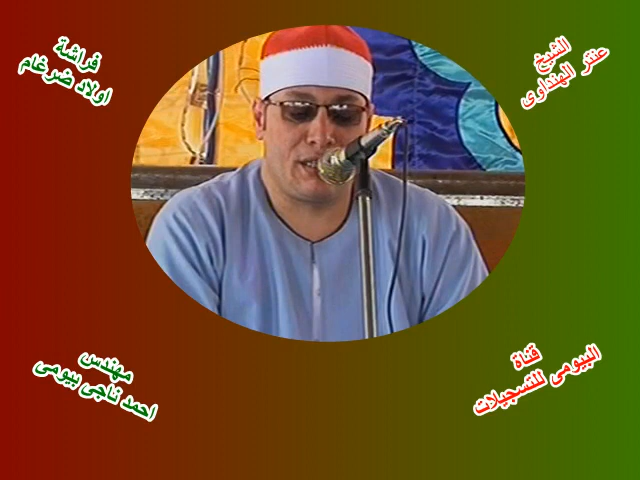 الشيخ
عنتر الهنداوى
فراشة
اولاد ضرغام
قناة
البيومى للتسجيلات
مهندس
احمد ناجى بيومى